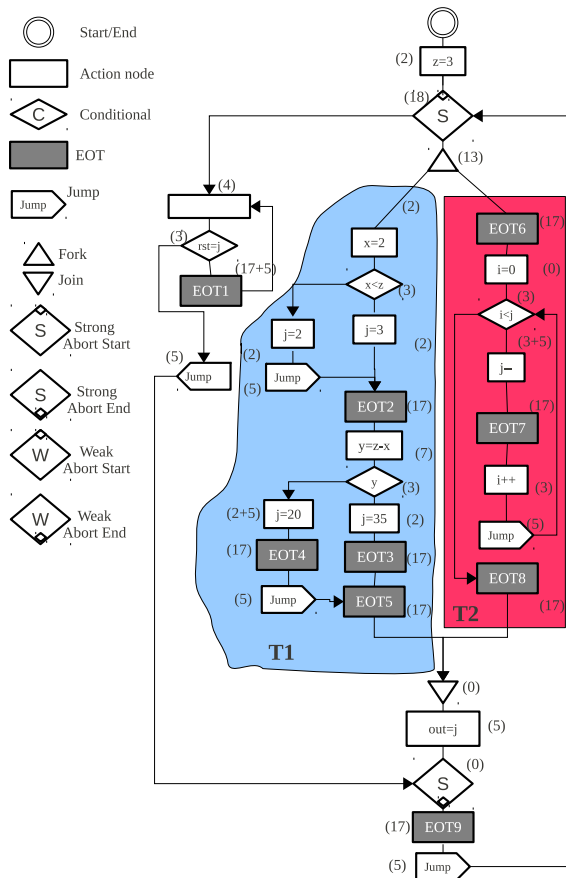 Start/End
Action node
C
Conditional
EOT
Jump
Jump
Fork
Join
S
Strong
Abort Start
S
Strong
Abort End
W
Weak
Abort Start
W
Weak
Abort End
(2)
z=3
(18)
S
(13)
(4)
(3)
rst=j
(17+5)
EOT1
(5)
Jump
(2)
x=2
x<z
(3)
j=2
j=3
(2)
(2)
(5)
Jump
EOT2
(17)
y=z-x
(7)
y
(3)
(2+5)
j=20
j=35
(2)
(17)
EOT4
EOT3
(17)
(5)
Jump
EOT5
(17)
T1
EOT6
(17)
i=0
(0)
(3)
i<j
(3+5)
j--
(17)
EOT7
i++
(3)
(5)
Jump
EOT8
(17)
T2
(0)
out=j
(5)
(0)
S
(17)
EOT9
(5)
Jump